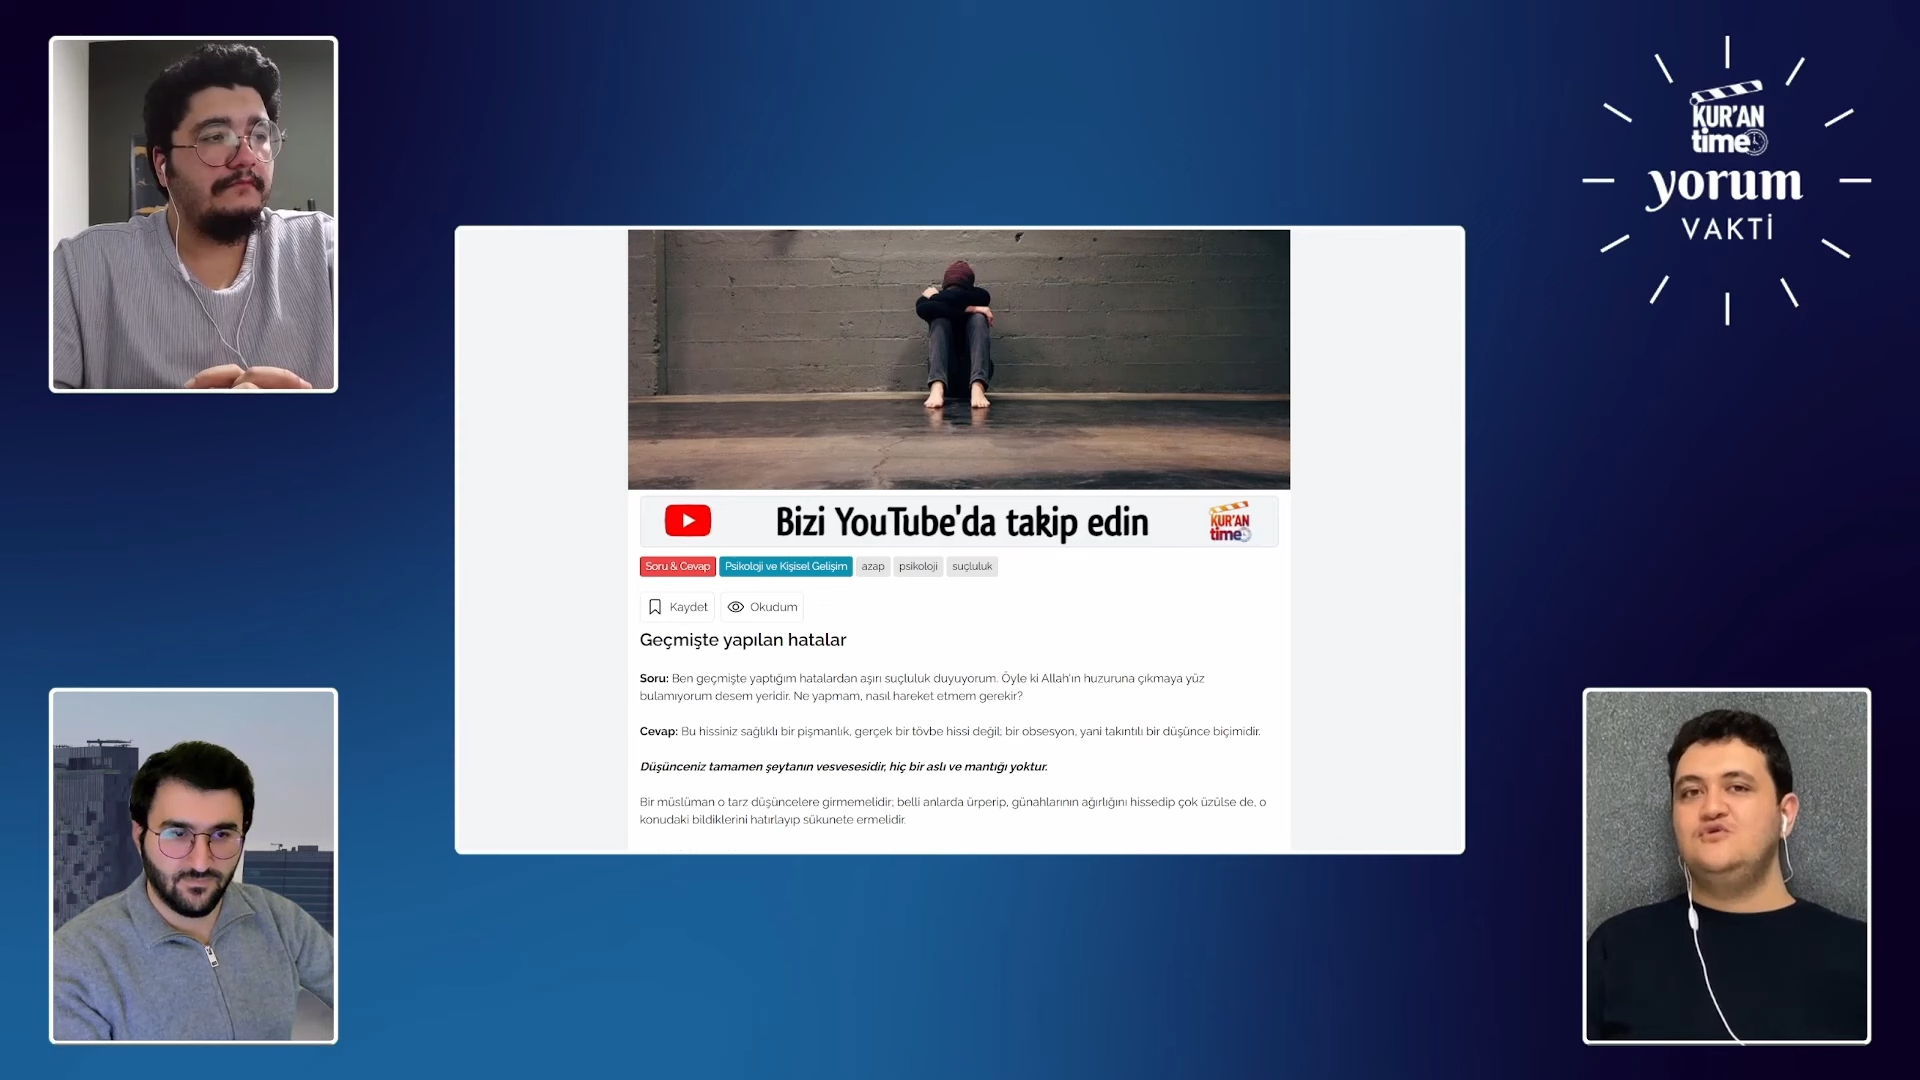 KUR'AN
time
yorum
VAKTİ
Bizi YouTube'da takip edin
KUR'AN
time
Soru & Cevap
Psikoloji ve Kişisel Gelişim
azap
psikoloji
suçluluk
Kaydet
Okudum
Geçmişte yapılan hatalar
Soru: Ben geçmişte yaptığım hatalardan aşırı suçluluk duyuyorum. Öyle ki Allah'ın huzuruna çıkmaya yüz
bulamıyorum desem yeridir. Ne yapmam, nasıl hareket etmem gerekir?
Cevap: Bu hissiniz sağlıklı bir pişmanlık, gerçek bir tövbe hissi değil; bir obsesyon, yani takıntılı bir düşünce biçimidir.
Düşünceniz tamamen şeytanın vesvesesidir, hiç bir aslı ve mantığı yoktur.
Bir müslüman o tarz düşüncelere girmemelidir; belli anlarda ürperip, günahlarının ağırlığını hissedip çok üzülse de, o
konudaki bildiklerini hatırlayıp sükunete ermelidir.